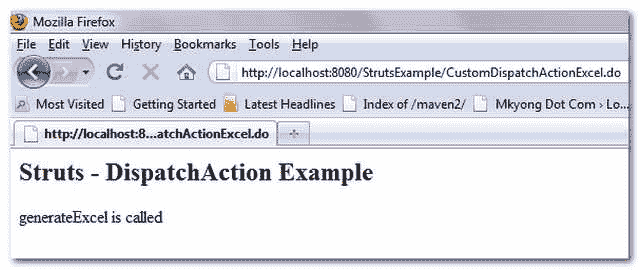 Mozilla Firefox
File Edit View History Bookmarks Tools Help
http://localhost:8080/StrutsExample/CustomDispatchActionExcel.do
Most Visited Getting Started Latest Headlines Index of /maven2/ Mkyong Dot Com › Lo...
http://localhost:8...atchActionExcel.do
Struts - DispatchAction Example
generateExcel is called